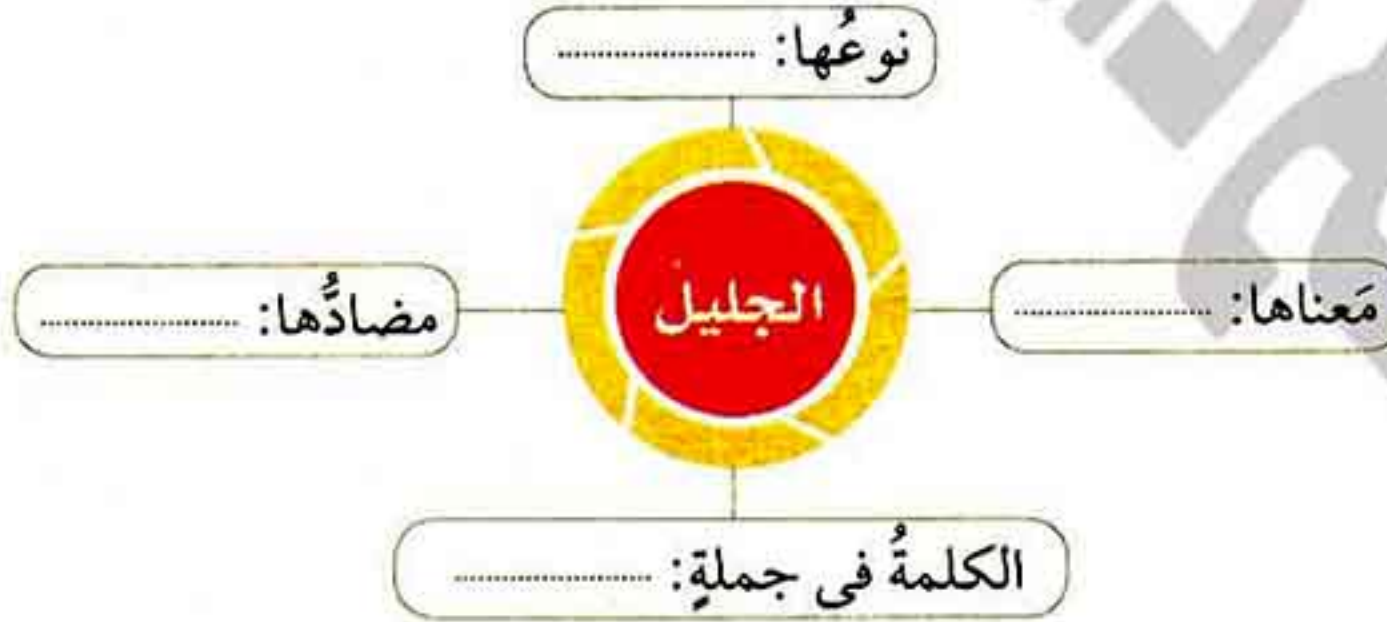 نوعُها: ........................
الجليل
مَعناها: ........................
مضادُّها: ........................
الكلمةُ فى جملةٍ: ........................